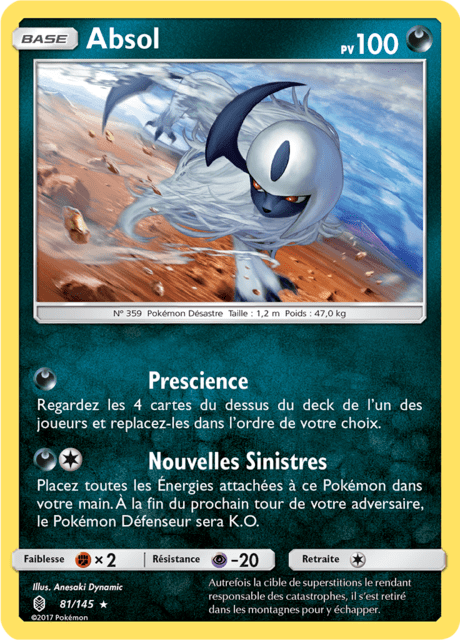 BASE Absol PV 100
N° 359 Pokémon Désastre Taille : 1,2 m Poids : 47,0 kg
Prescience
Regardez les 4 cartes du dessus du deck de l'un des
joueurs et replacez-les dans l'ordre de votre choix.
Nouvelles Sinistres
Placez toutes les Énergies attachées à ce Pokémon dans
votre main. À la fin du prochain tour de votre adversaire,
le Pokémon Défenseur sera K.O.
Faiblesse × 2 Résistance -20 Retraite
Illus. Anesaki Dynamic
81/145 ★
©2017 Pokémon
Autrefois la cible de superstitions le rendant
responsable des catastrophes, il s'est retiré
dans les montagnes pour y échapper.